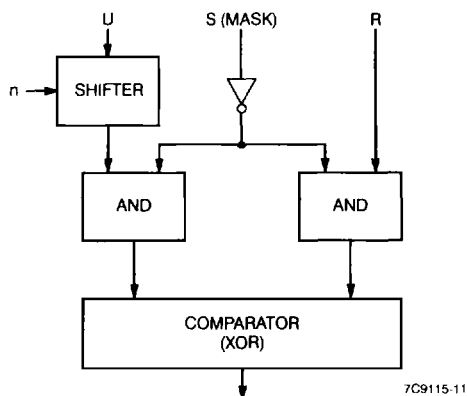 U
S (MASK)
R
n
SHIFTER
AND
AND
COMPARATOR
(XOR)
7C9115-11